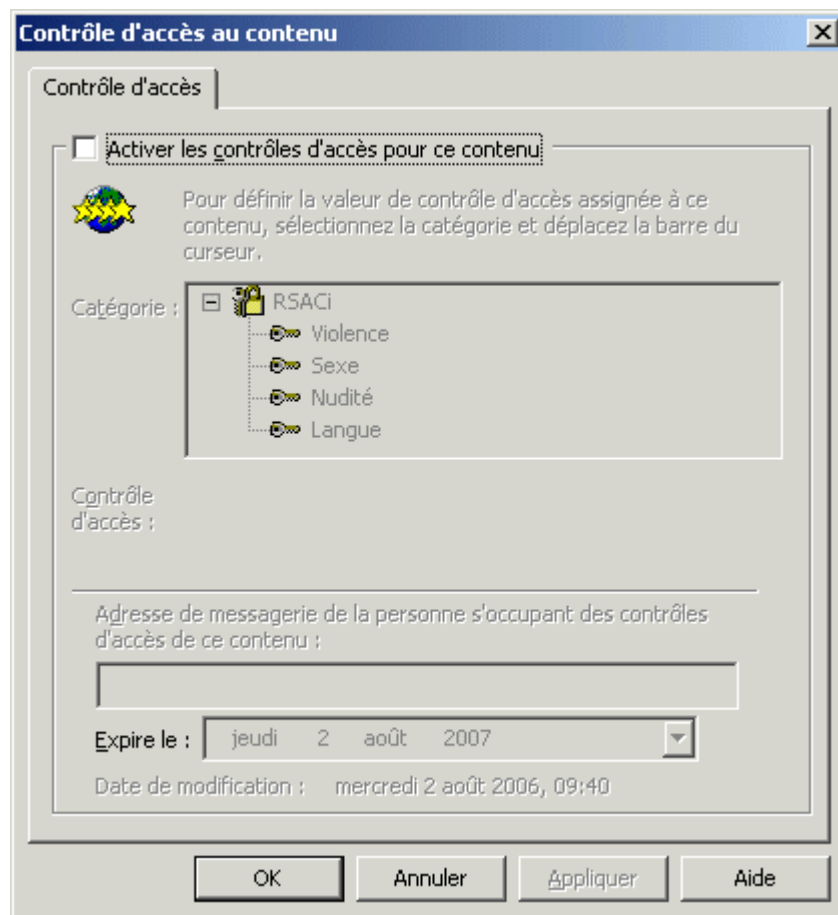 Contrôle d'accès au contenu
Contrôle d'accès
Activer les contrôles d'accès pour ce contenu
Pour définir la valeur de contrôle d'accès assignée à ce
contenu, sélectionnez la catégorie et déplacez la barre du
curseur.
Catégorie :
RSACi
Violence
Sexe
Nudité
Langue
Contrôle
d'accès :
Adresse de messagerie de la personne s'occupant des contrôles
d'accès de ce contenu :
Expire le : jeudi 2 août 2007
Date de modification : mercredi 2 août 2006, 09:40
OK Annuler Appliquer Aide